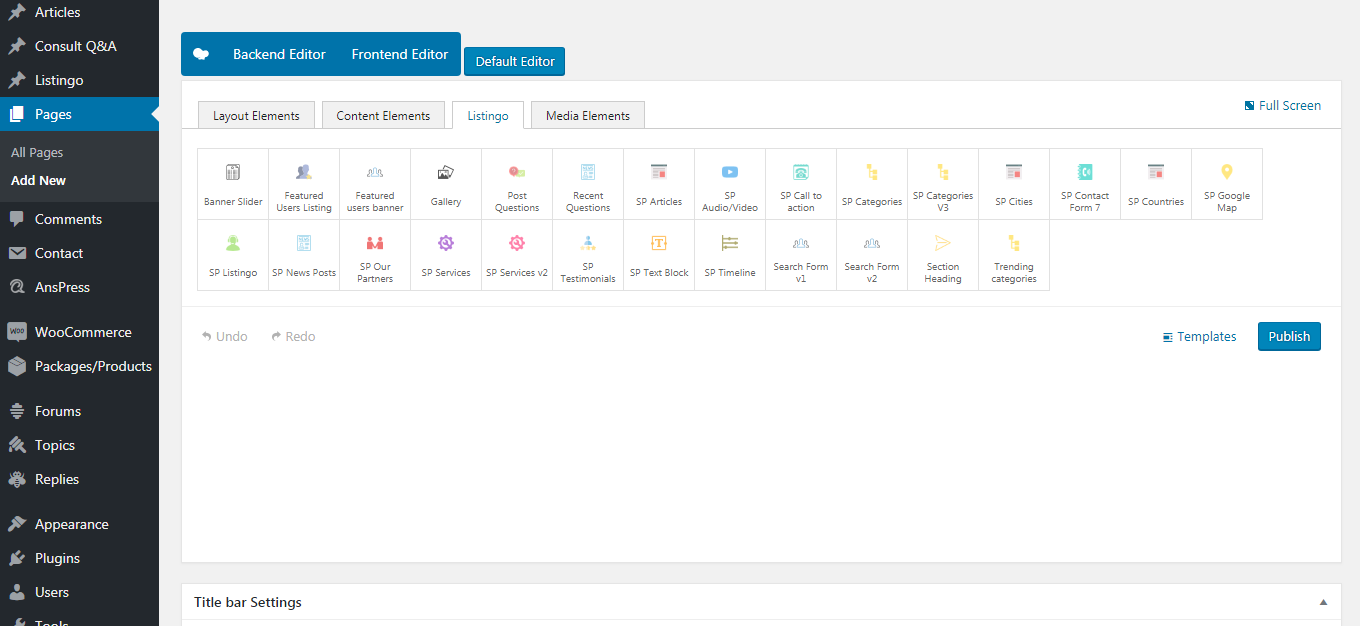 Articles
Consult Q&A
Listingo
Pages
All Pages
Add New
Comments
Contact
AnsPress
WOO
WooCommerce
Packages/Products
Forums
Topics
Replies
Appearance
Plugins
Users
Tools
Backend Editor
Frontend Editor
Default Editor
Layout Elements
Content Elements
Listingo
Media Elements
Full Screen
Banner Slider
Featured
Users Listing
Featured
users banner
Gallery
Post
Questions
Recent
Questions
SP Articles
SP
Audio/Video
SP Call to
action
SP Categories
SP Categories
V3
SP Cities
SP Contact
Form 7
SP Countries
SP Google
Map
SP Listingo
SP News Posts
SP Our
Partners
SP Services
SP Services v2
SP
Testimonials
T
SP Text Block
SP Timeline
Search Form
v1
Search Form
v2
Section
Heading
Trending
categories
Undo
Redo
Templates
Publish
Title bar Settings